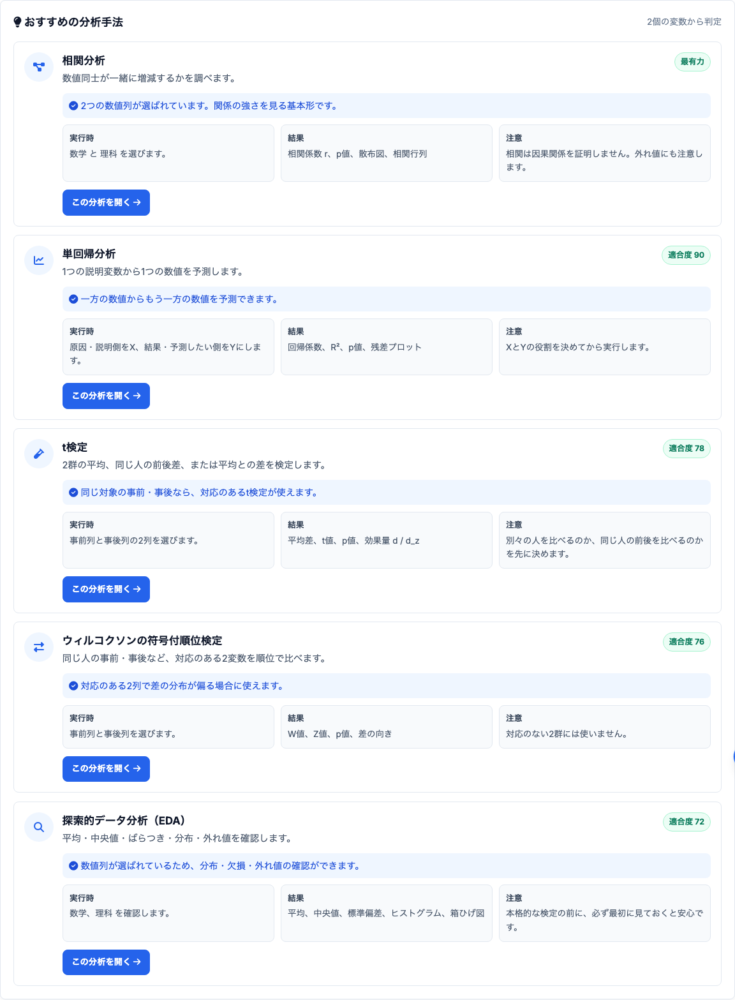 おすすめの分析手法
2個の変数から判定
相関分析
最有力
数値同士が一緒に増減するかを調べます。
2つの数値列が選ばれています。関係の強さを見る基本形です。
実行時
数学 と 理科 を選びます。
結果
相関係数 r、p値、散布図、相関行列
注意
相関は因果関係を証明しません。外れ値にも注意し
ます。
この分析を開く→
単回帰分析
適合度 90
1つの説明変数から1つの数値を予測します。
一方の数値からもう一方の数値を予測できます。
実行時
原因・説明側をX、結果・予測したい側をYにしま
す。
結果
回帰係数、R²、p値、残差プロット
注意
XとYの役割を決めてから実行します。
この分析を開く→
t検定
適合度 78
2群の平均、同じ人の前後差、または平均との差を検定します。
同じ対象の事前・事後なら、対応のあるt検定が使えます。
実行時
事前列と事後列の2列を選びます。
結果
平均差、t値、p値、効果量 d / d_z
注意
別々の人を比べるのか、同じ人の前後を比べるのか
を先に決めます。
この分析を開く→
ウィルコクソンの符号付順位検定
適合度 76
同じ人の事前・事後など、対応のある2変数を順位で比べます。
対応のある2列で差の分布が偏る場合に使えます。
実行時
事前列と事後列を選びます。
結果
W値、Z値、p値、差の向き
注意
対応のない2群には使いません。
この分析を開く→
探索的データ分析（EDA）
適合度 72
平均・中央値・ばらつき・分布・外れ値を確認します。
数値列が選ばれているため、分布・欠損・外れ値の確認ができます。
実行時
数学、理科 を確認します。
結果
平均、中央値、標準偏差、ヒストグラム、箱ひげ図
注意
本格的な検定の前に、必ず最初に見ておくと安心で
す。
この分析を開く→